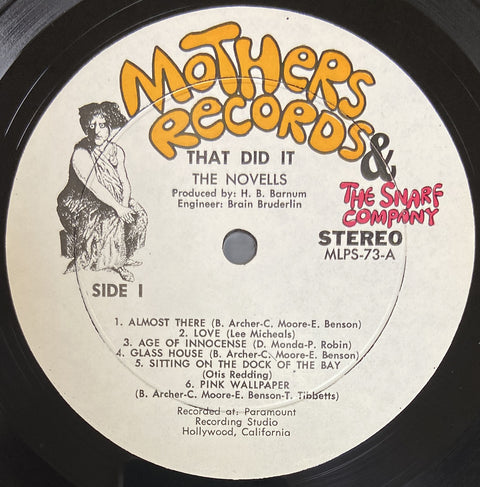 MOTHERS
RECORDS
&
THE SNARF
COMPANY
THAT DID IT
THE NOVELLS
Produced by: H. B. Barnum
Engineer: Brain Bruderlin
STEREO
MLPS-73-A
SIDE I
1. ALMOST THERE (B. Archer-C. Moore-E. Benson)
2. LOVE (Lee Micheals)
3. AGE OF INNOCENSE (D. Monda-P. Robin)
4. GLASS HOUSE (B. Archer-C. Moore-E. Benson)
5. SITTING ON THE DOCK OF THE BAY
(Otis Redding)
6. PINK WALLPAPER
(B. Archer-C. Moore-E. Benson-T. Tibbetts)
Recorded at: Paramount
Recording Studio
Hollywood, California